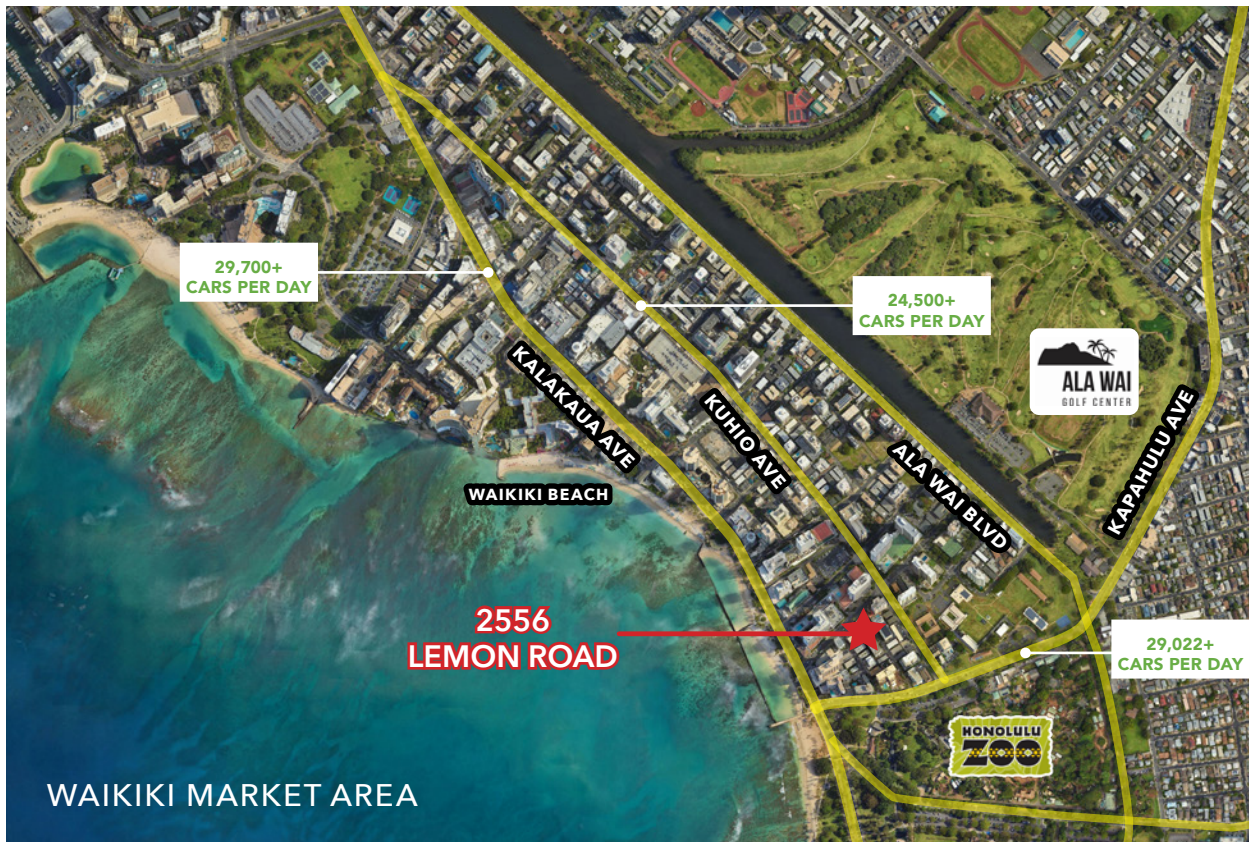 29,700+
CARS PER DAY
24,500+
CARS PER DAY
ALA WAI
GOLF CENTER
KALAKAUA AVE
KUHIO AVE
ALA WAI BLVD
KAPAHULU AVE
WAIKIKI BEACH
2556
LEMON ROAD
29,022+
CARS PER DAY
HONOLULU
ZOO
WAIKIKI MARKET AREA